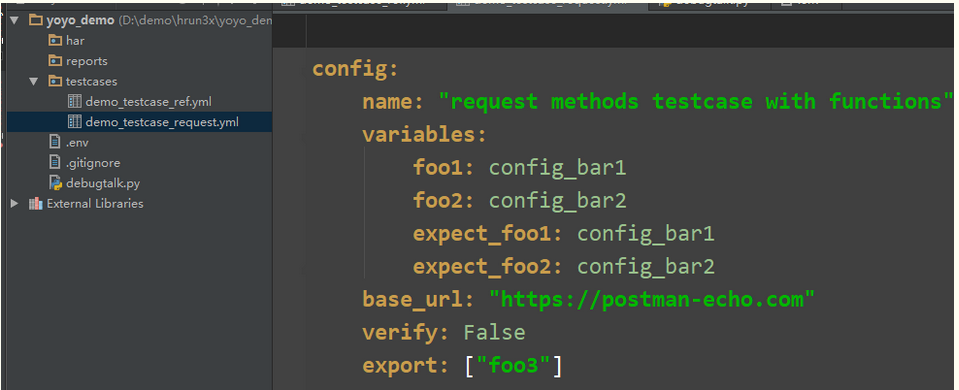 yoyo_demo (D:\demo\hrun3x\yoyo_dem
har
reports
testcases
demo_testcase_ref.yml
demo_testcase_request.yml
.env
.gitignore
debugtalk.py
External Libraries
config:
name: "request methods testcase with functions"
variables:
foo1: config_bar1
foo2: config_bar2
expect_foo1: config_bar1
expect_foo2: config_bar2
base_url: "https://postman-echo.com"
verify: False
export: ["foo3"]